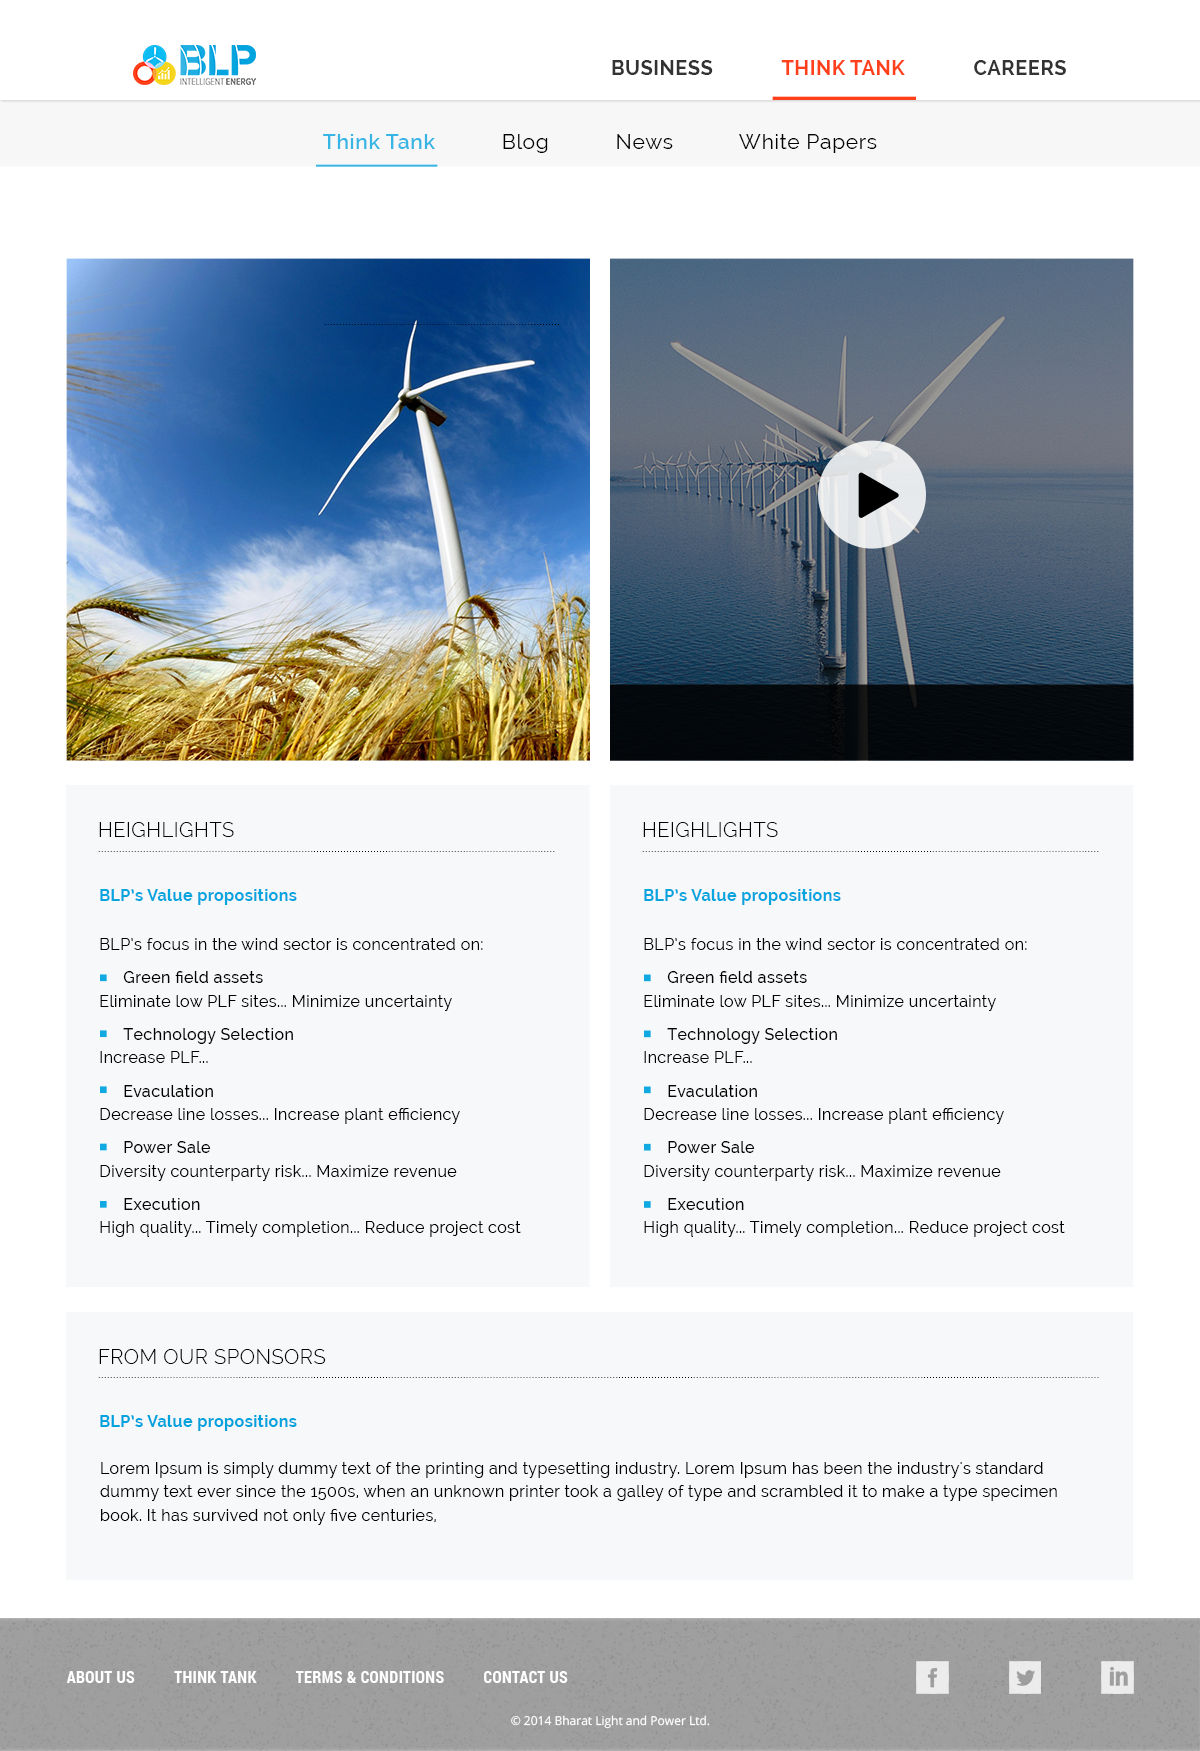 BLP
INTELLIGENT ENERGY
BUSINESS
THINK TANK
CAREERS
Think Tank
Blog
News
White Papers
HEIGHLIGHTS
BLP's Value propositions
BLP's focus in the wind sector is concentrated on:
Green field assets
Eliminate low PLF sites... Minimize uncertainty
Technology Selection
Increase PLF...
Evaculation
Decrease line losses... Increase plant efficiency
Power Sale
Diversity counterparty risk... Maximize revenue
Execution
High quality... Timely completion... Reduce project cost
HEIGHLIGHTS
BLP's Value propositions
BLP's focus in the wind sector is concentrated on:
Green field assets
Eliminate low PLF sites... Minimize uncertainty
Technology Selection
Increase PLF...
Evaculation
Decrease line losses... Increase plant efficiency
Power Sale
Diversity counterparty risk... Maximize revenue
Execution
High quality... Timely completion... Reduce project cost
FROM OUR SPONSORS
BLP's Value propositions
Lorem Ipsum is simply dummy text of the printing and typesetting industry. Lorem Ipsum has been the industry's standard
dummy text ever since the 1500s, when an unknown printer took a galley of type and scrambled it to make a type specimen
book. It has survived not only five centuries,
ABOUT US
THINK TANK
TERMS & CONDITIONS
CONTACT US
f
in
© 2014 Bharat Light and Power Ltd.